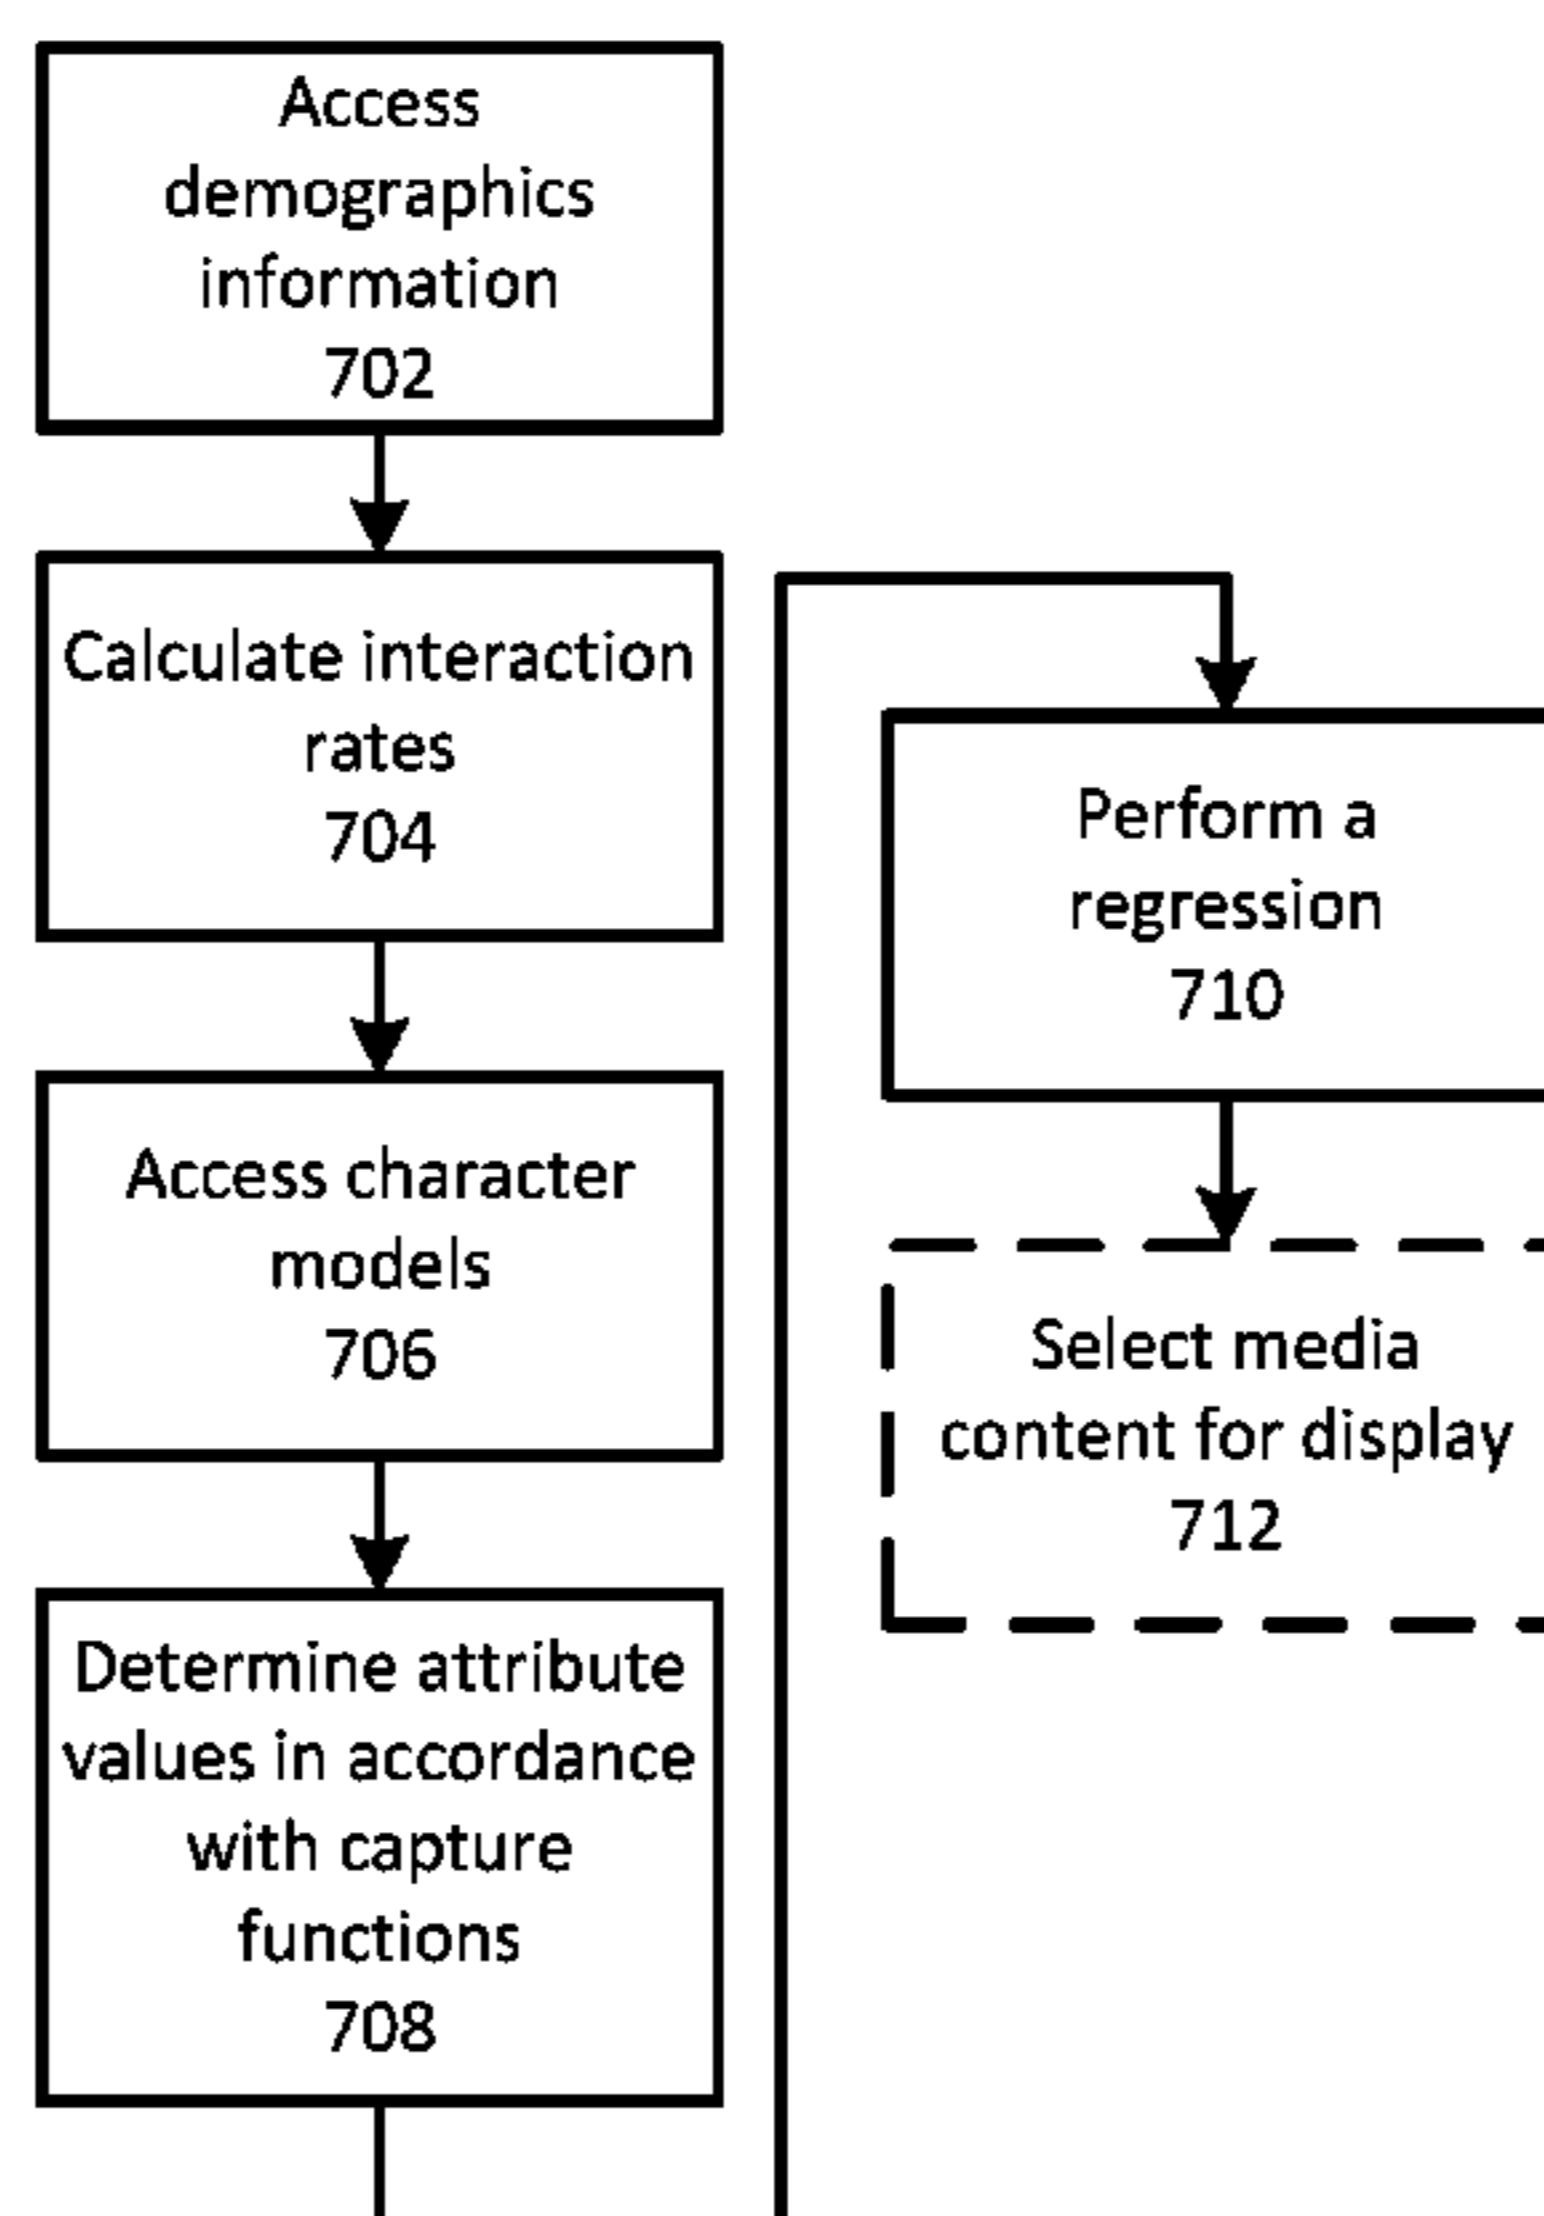 Access
demographics
information
702
Calculate interaction
rates
704
Access character
models
706
Determine attribute
values in accordance
with capture
functions
708
Perform a
regression
710
Select media
content for display
712